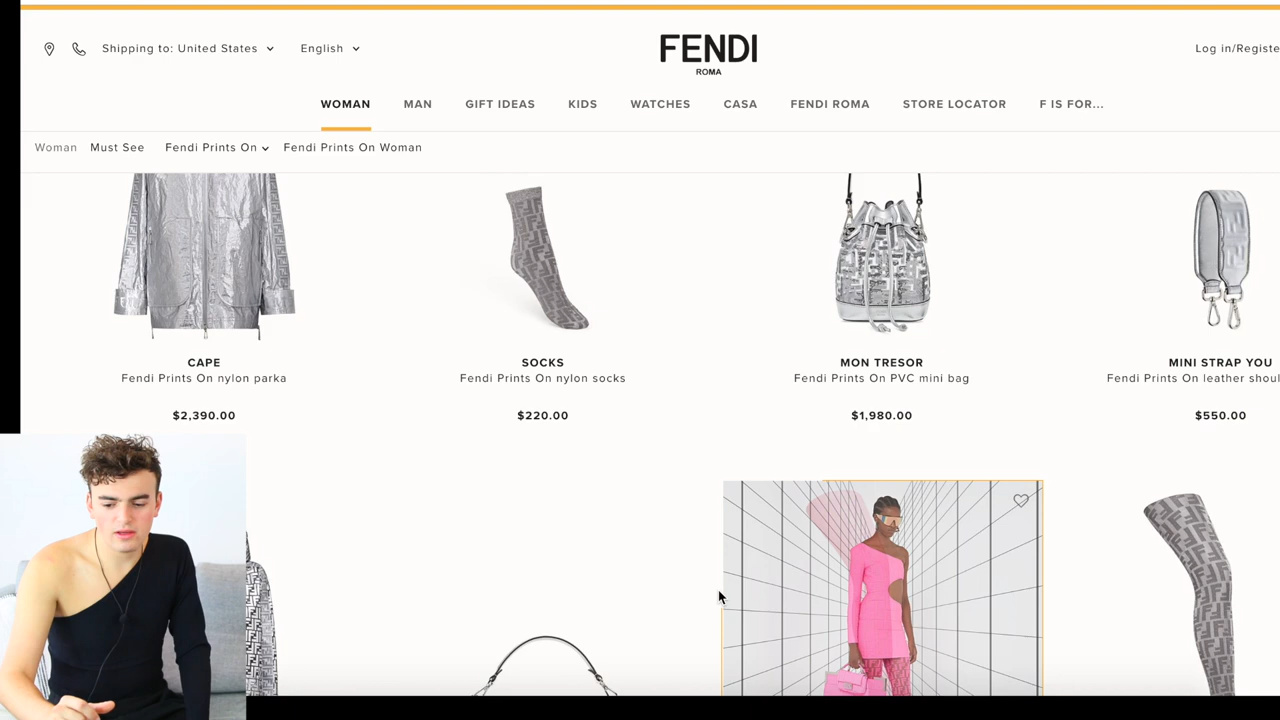 Shipping to: United States
English
FENDI
ROMA
Log in/Registe
WOMAN
MAN
GIFT IDEAS
KIDS
WATCHES
CASA
FENDI ROMA
STORE LOCATOR
F IS FOR...
Woman
Must See
Fendi Prints On
Fendi Prints On Woman
CAPE
Fendi Prints On nylon parka
$2,390.00
SOCKS
Fendi Prints On nylon socks
$220.00
MON TRESOR
Fendi Prints On PVC mini bag
$1,980.00
MINI STRAP YOU
Fendi Prints On leather shoul
$550.00